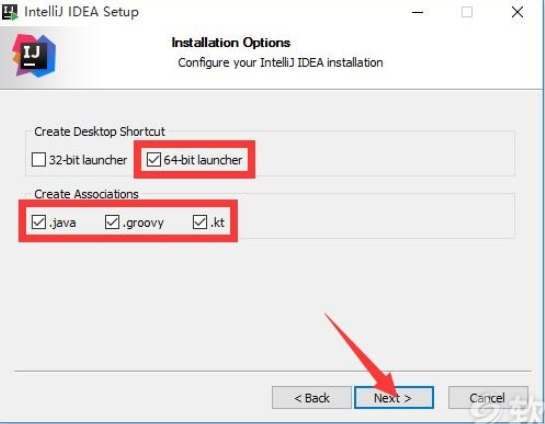 IntelliJ IDEA Setup
IJ
Installation Options
Configure your IntelliJ IDEA installation
Create Desktop Shortcut
32-bit launcher 64-bit launcher
Create Associations
.java .groovy .kt
< Back Next > Cancel
软